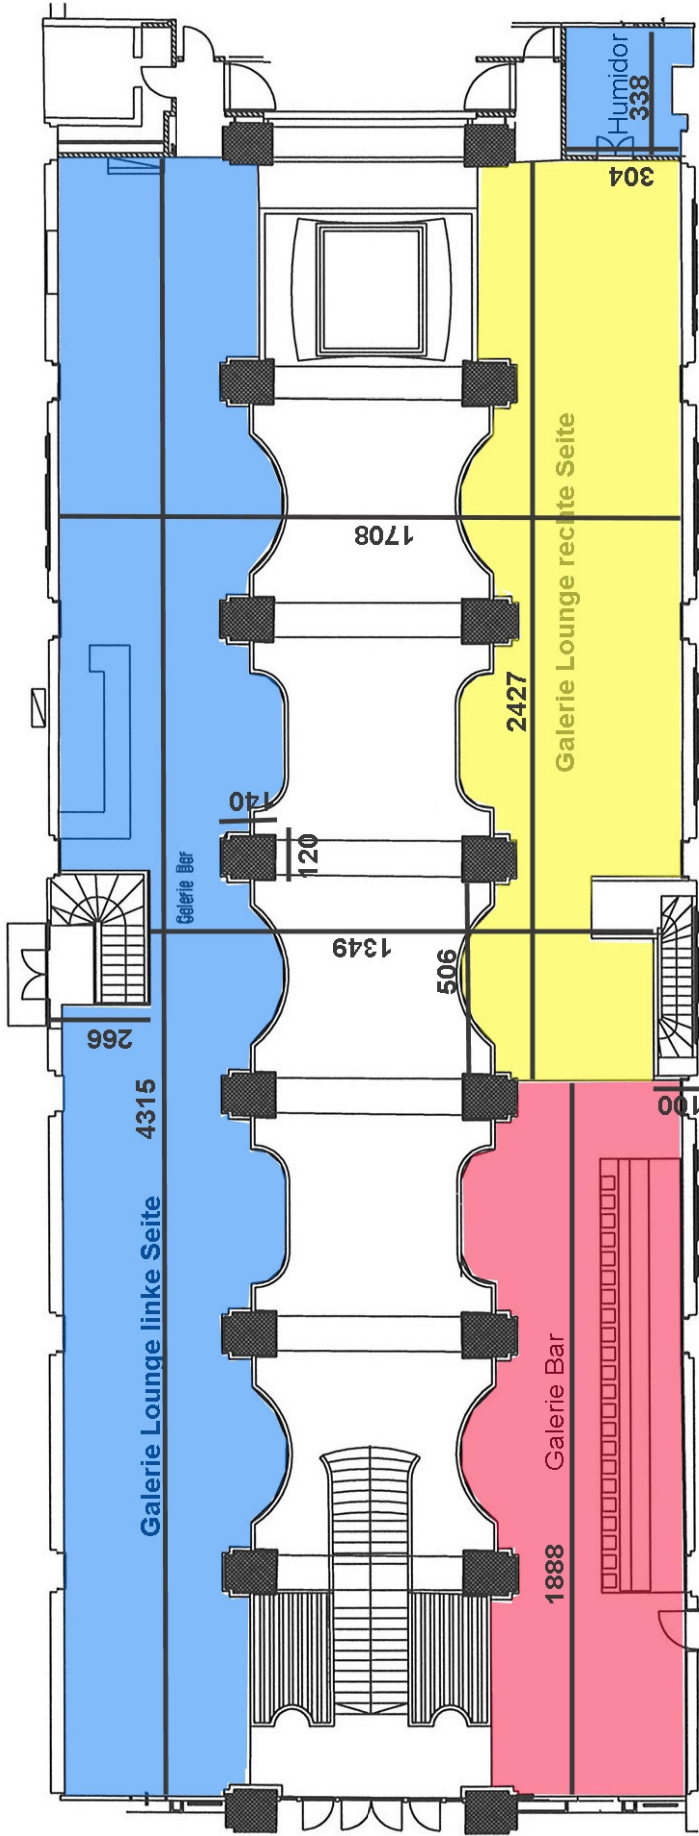 Humidor
338
304
1708
Galerie Lounge rechte Seite
2427
140
120
Galerie Bar
1349
506
266
4315
100
Galerie Lounge linke Seite
Galerie Bar
1888